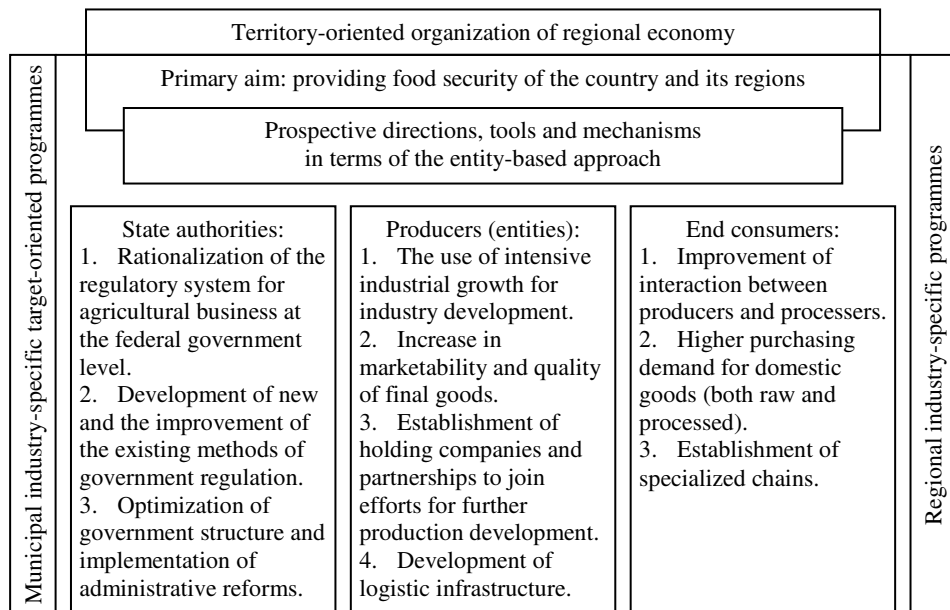 Territory-oriented organization of regional economy
Primary aim: providing food security of the country and its regions
Prospective directions, tools and mechanisms
in terms of the entity-based approach
Municipal industry-specific target-oriented programmes
State authorities:
1. Rationalization of the
regulatory system for
agricultural business at
the federal government
level.
2. Development of new
and the improvement of
the existing methods of
government regulation.
3. Optimization of
government structure and
implementation of
administrative reforms.
Producers (entities):
1. The use of intensive
industrial growth for
industry development.
2. Increase in
marketability and quality
of final goods.
3. Establishment of
holding companies and
partnerships to join
efforts for further
production development.
4. Development of
logistic infrastructure.
End consumers:
1. Improvement of
interaction between
producers and processers.
2. Higher purchasing
demand for domestic
goods (both raw and
processed).
3. Establishment of
specialized chains.
Regional industry-specific programmes